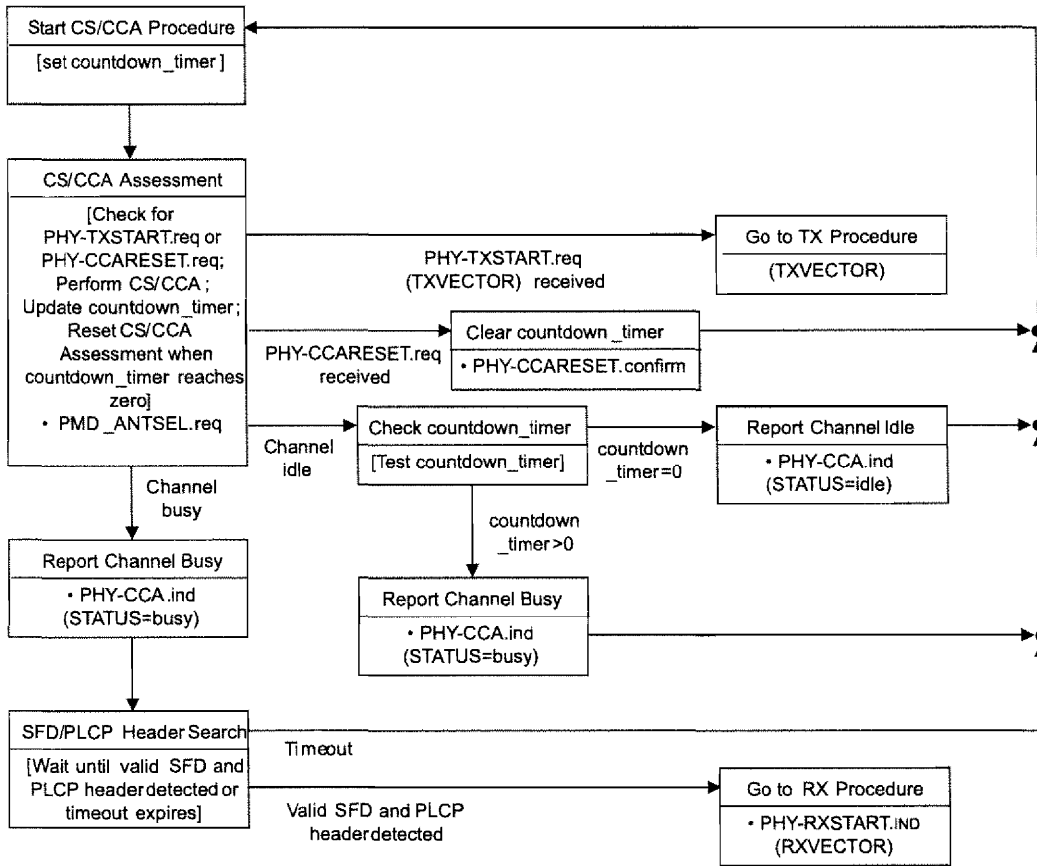 Start CS/CCA Procedure
[set countdown_timer]
CS/CCA Assessment
[Check for
PHY-TXSTART.req or
PHY-CCARESET.req;
Perform CS/CCA ;
Update countdown_timer;
Reset CS/CCA
Assessment when
countdown_timer reaches
zero]
• PMD _ANTSEL.req
PHY-TXSTART.req
(TXVECTOR) received
Go to TX Procedure
(TXVECTOR)
PHY-CCARESET.req
received
Clear countdown _timer
• PHY-CCARESET.confirm
Channel
idle
Check countdown_timer
[Test countdown_timer]
countdown
_timer=0
Report Channel Idle
• PHY-CCA.ind
(STATUS=idle)
Channel
busy
countdown
_timer>0
Report Channel Busy
• PHY-CCA.ind
(STATUS=busy)
Report Channel Busy
• PHY-CCA.ind
(STATUS=busy)
SFD/PLCP Header Search
[Wait until valid SFD and
PLCP header detected or
timeout expires]
Timeout
Valid SFD and PLCP
header detected
Go to RX Procedure
• PHY-RXSTART.IND
(RXVECTOR)